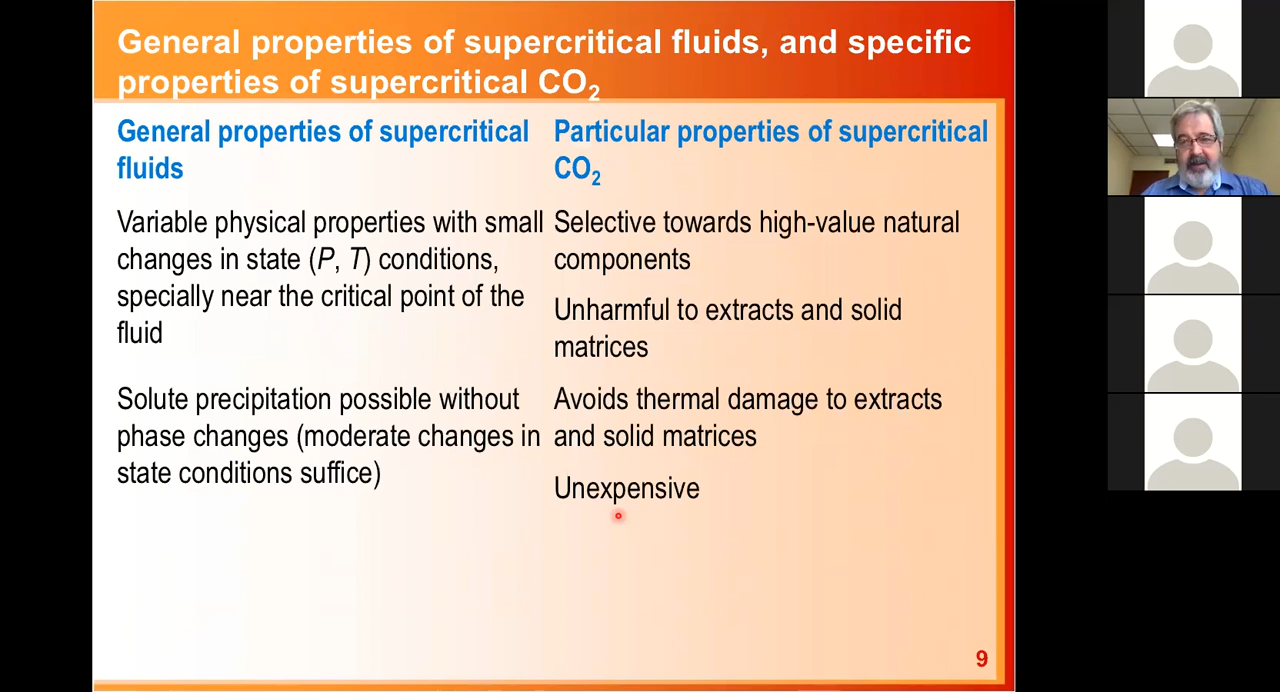 General properties of supercritical fluids, and specific
properties of supercritical CO₂
General properties of supercritical
fluids
Variable physical properties with small
changes in state (P, T) conditions,
specially near the critical point of the
fluid
Solute precipitation possible without
phase changes (moderate changes in
state conditions suffice)
Particular properties of supercritical
CO₂
Selective towards high-value natural
components
Unharmful to extracts and solid
matrices
Avoids thermal damage to extracts
and solid matrices
Unexpensive
9